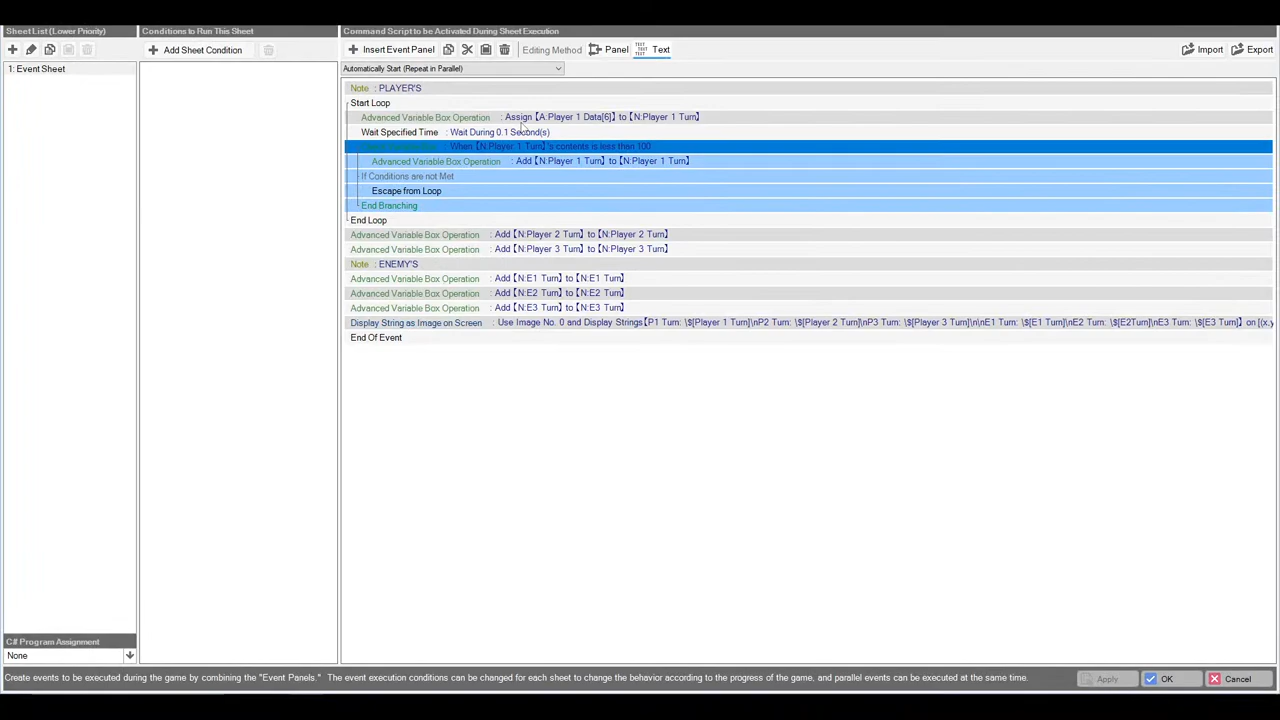 Sheet List (Lower Priority)
Conditions to Run This Sheet
Command Script to be Activated During Sheet Execution
Add Sheet Condition
Insert Event Panel
Editing Method
Panel
Text
Import
Export
1: Event Sheet
Automatically Start (Repeat in Parallel)
Note : PLAYER'S
Start Loop
Advanced Variable Box Operation : Assign【A:Player 1 Data[6]】to【N:Player 1 Turn】
Wait Specified Time : Wait During 0.1 Second(s)
: When【N:Player 1 Turn】's contents is less than 100
Advanced Variable Box Operation : Add【N:Player 1 Turn】to【N:Player 1 Turn】
If Conditions are not Met
Escape from Loop
End Branching
End Loop
Advanced Variable Box Operation : Add【N:Player 2 Turn】to【N:Player 2 Turn】
Advanced Variable Box Operation : Add【N:Player 3 Turn】to【N:Player 3 Turn】
Note : ENEMY'S
Advanced Variable Box Operation : Add【N:E1 Turn】to【N:E1 Turn】
Advanced Variable Box Operation : Add【N:E2 Turn】to【N:E2 Turn】
Advanced Variable Box Operation : Add【N:E3 Turn】to【N:E3 Turn】
Display String as Image on Screen : Use Image No. 0 and Display Strings【P1 Turn: \$[Player 1 Turn]\nP2 Turn: \$[Player 2 Turn]\nP3 Turn: \$[Player 3 Turn]\n\nE1 Turn: \$[E1 Turn]\nE2 Turn: \$[E2Turn]\nE3 Turn: \$[E3 Turn]】on [(x,y
End Of Event
C# Program Assignment
None
Create events to be executed during the game by combining the "Event Panels." The event execution conditions can be changed for each sheet to change the behavior according to the progress of the game, and parallel events can be executed at the same time.
Apply
OK
Cancel